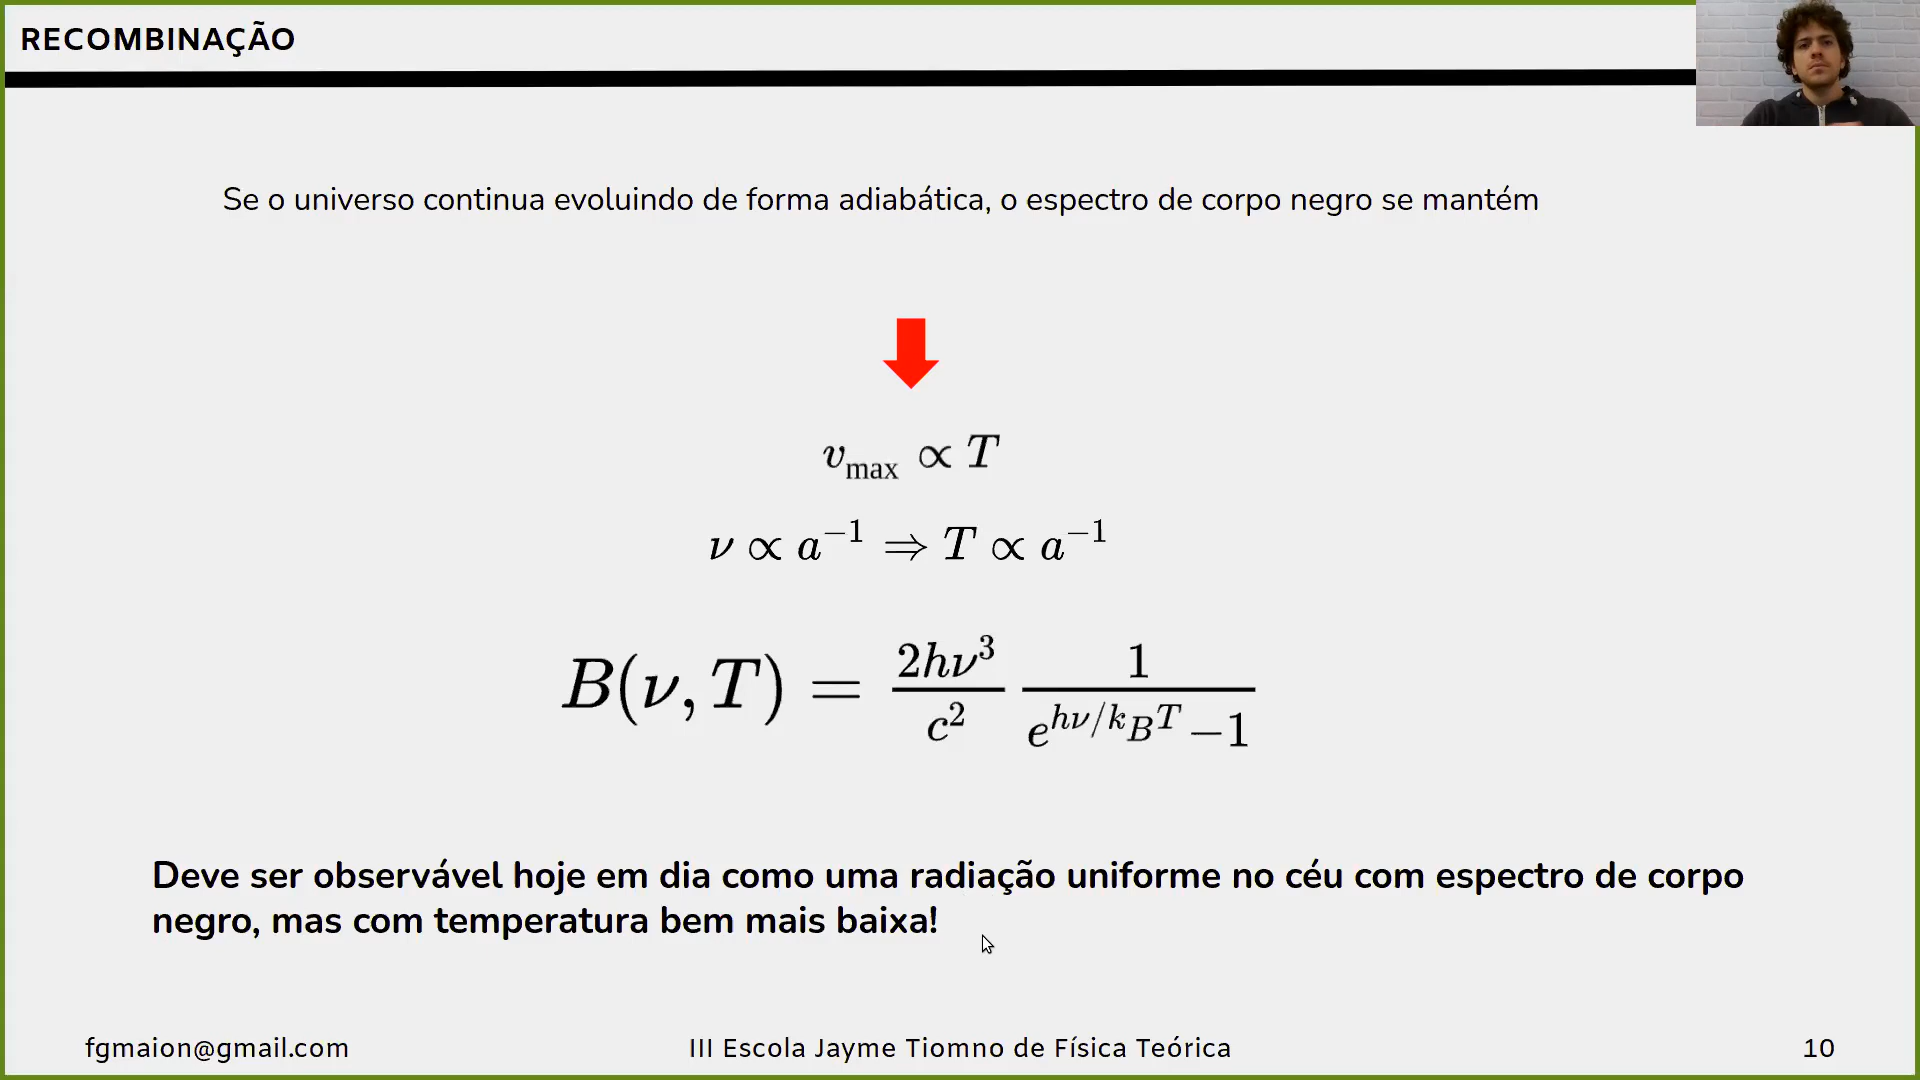 RECOMBINAÇÃO
Se o universo continua evoluindo de forma adiabática, o espectro de corpo negro se mantém
v_max ∝ T
ν ∝ a^{-1} ⇒ T ∝ a^{-1}
B(ν, T) = \frac{2hν^3}{c^2} \frac{1}{e^{hν/k_B T} - 1}
Deve ser observável hoje em dia como uma radiação uniforme no céu com espectro de corpo
negro, mas com temperatura bem mais baixa!
fgmaion@gmail.com
III Escola Jayme Tiomno de Física Teórica
10